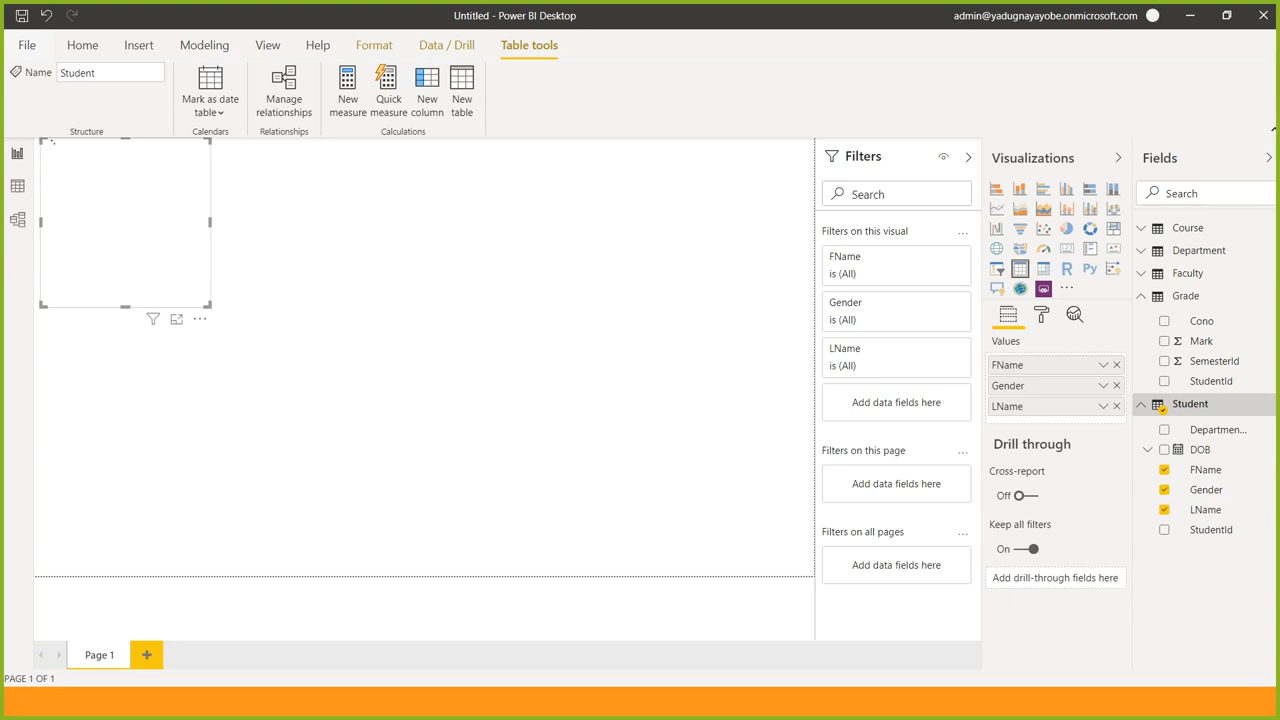 Untitled - Power BI Desktop
admin@yadugnayayobe.onmicrosoft.com
File Home Insert Modeling View Help Format Data / Drill Table tools
Name Student
Mark as date table
Manage relationships
New measure
Quick measure
New column
New table
Structure Calendars Relationships Calculations
Filters
Search
Filters on this visual ...
FName
is (All)
Gender
is (All)
LName
is (All)
Add data fields here
Filters on this page ...
Add data fields here
Filters on all pages ...
Add data fields here
Visualizations
R Py
Values
FName
Gender
LName
Drill through
Cross-report
Off
Keep all filters
On
Add drill-through fields here
Fields
Search
Course
Department
Faculty
Grade
Cono
Σ Mark
Σ SemesterId
StudentId
Student
Departmen...
DOB
FName
Gender
LName
StudentId
Page 1
PAGE 1 OF 1